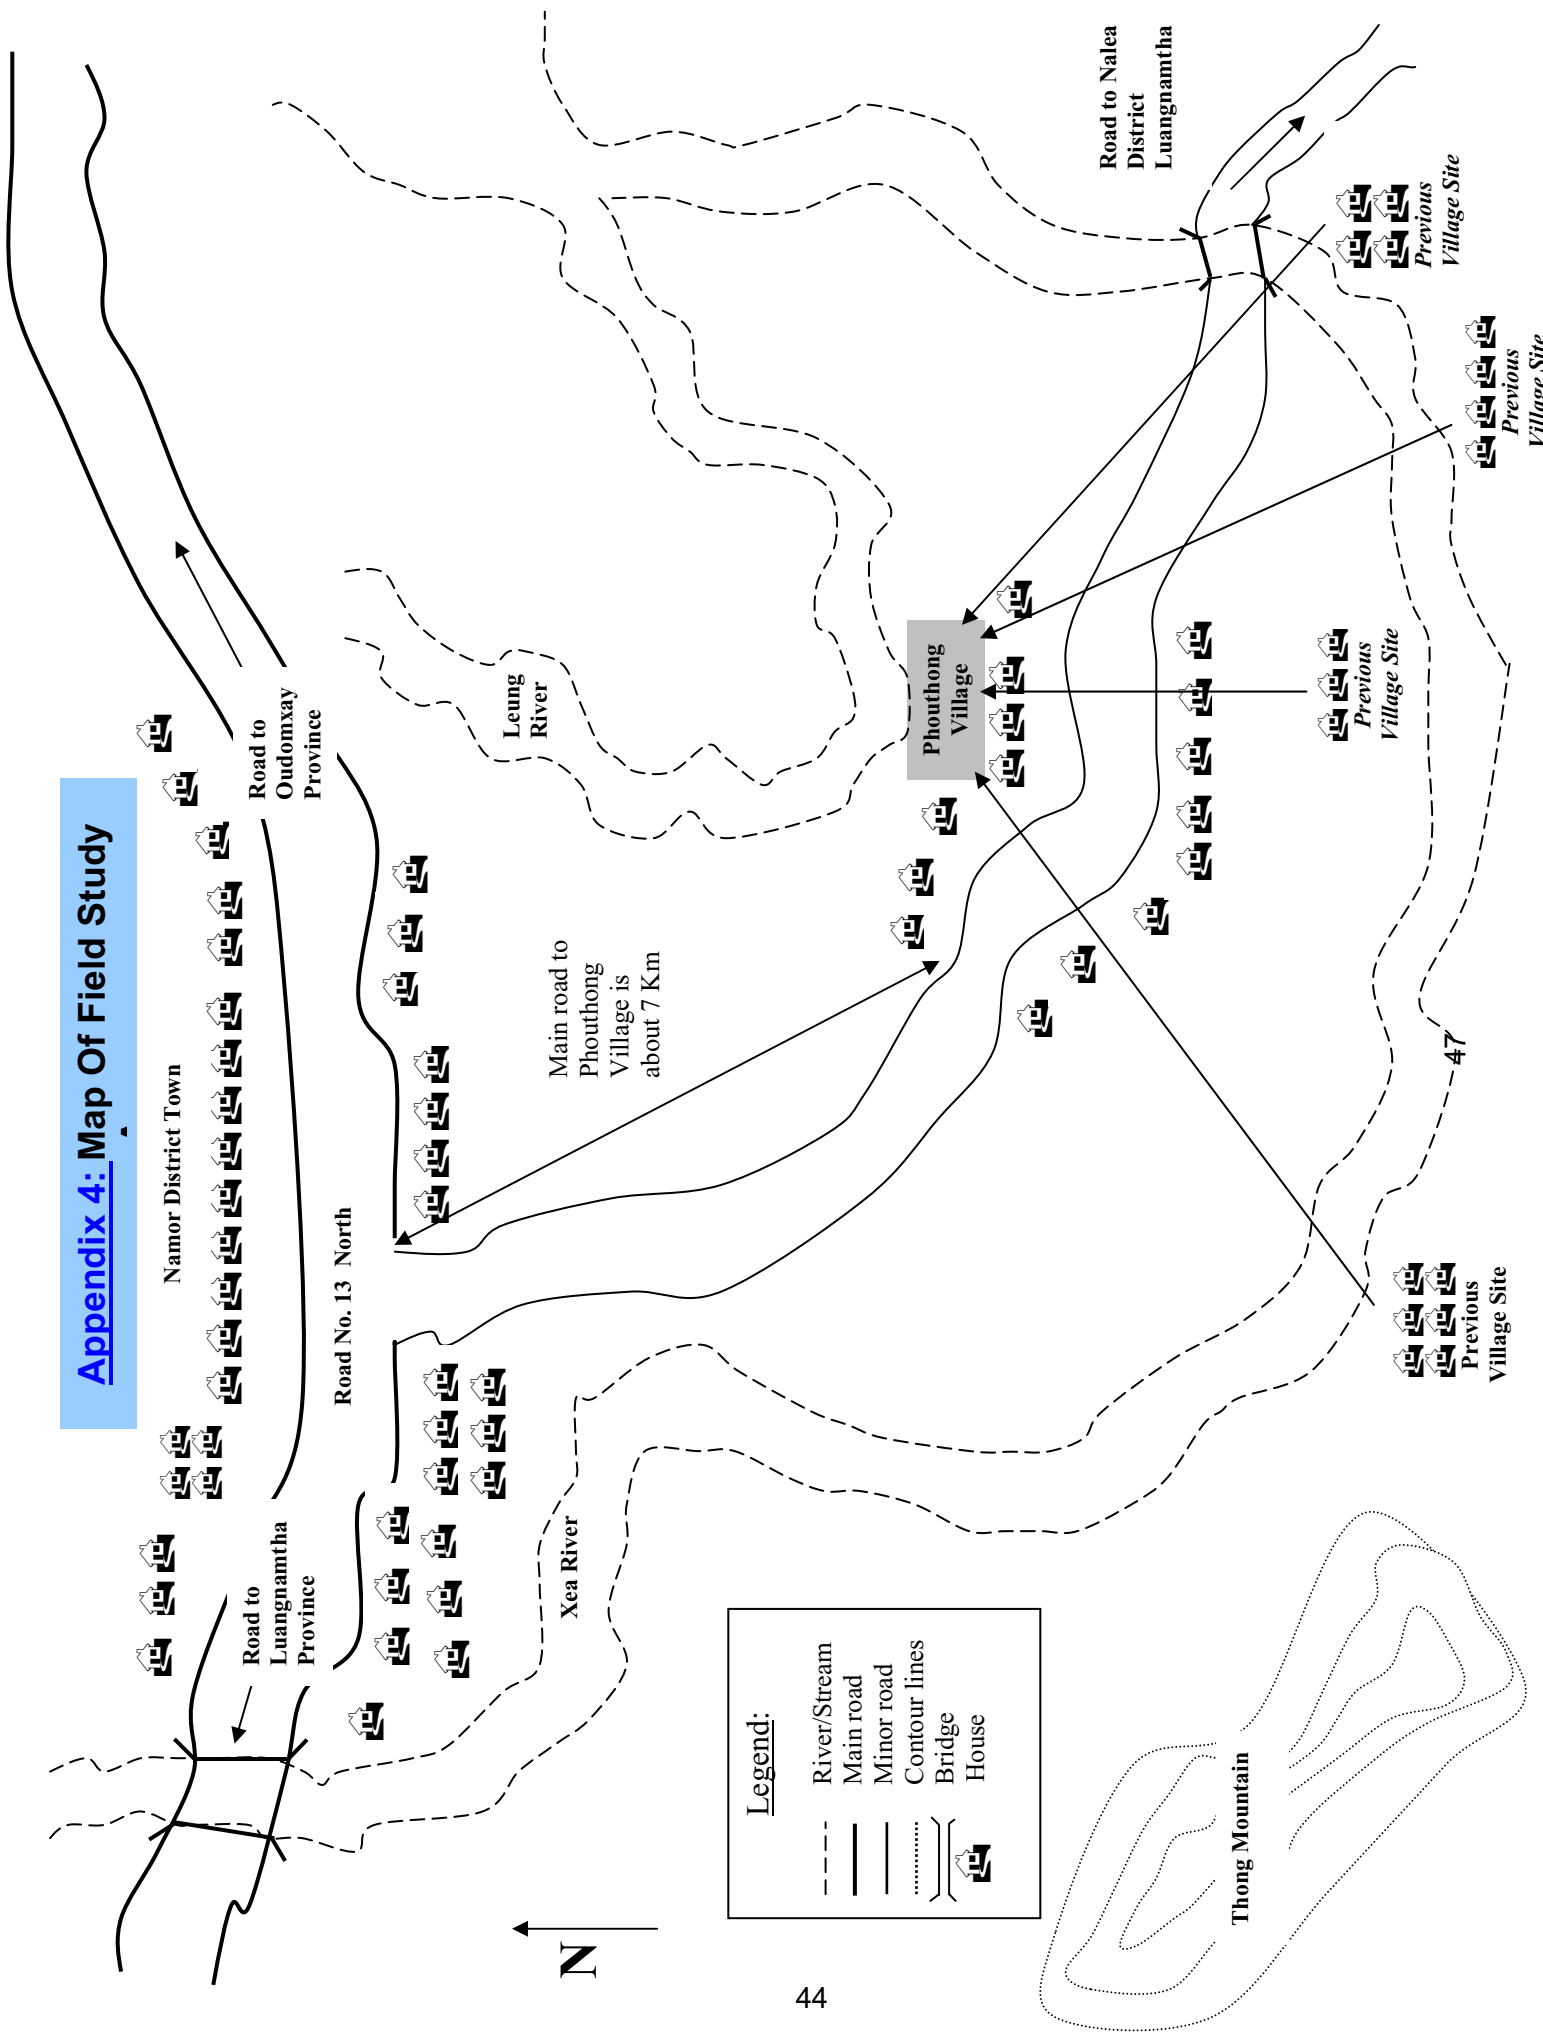 Appendix 4: Map Of Field Study
Namor District Town
Road to
Oudomxay
Province
Road No. 13 North
Road to
Luangnamtha
Province
Leung
River
Main road to
Phouthong
Village is
about 7 Km
Xea River
Phouthong
Village
Road to Nalea
District
Luangnamtha
Previous
Village Site
Previous
Village Site
Previous
Village Site
Previous
Village Site
Legend:
River/Stream
Main road
Minor road
Contour lines
Bridge
House
N
Thong Mountain
47
44